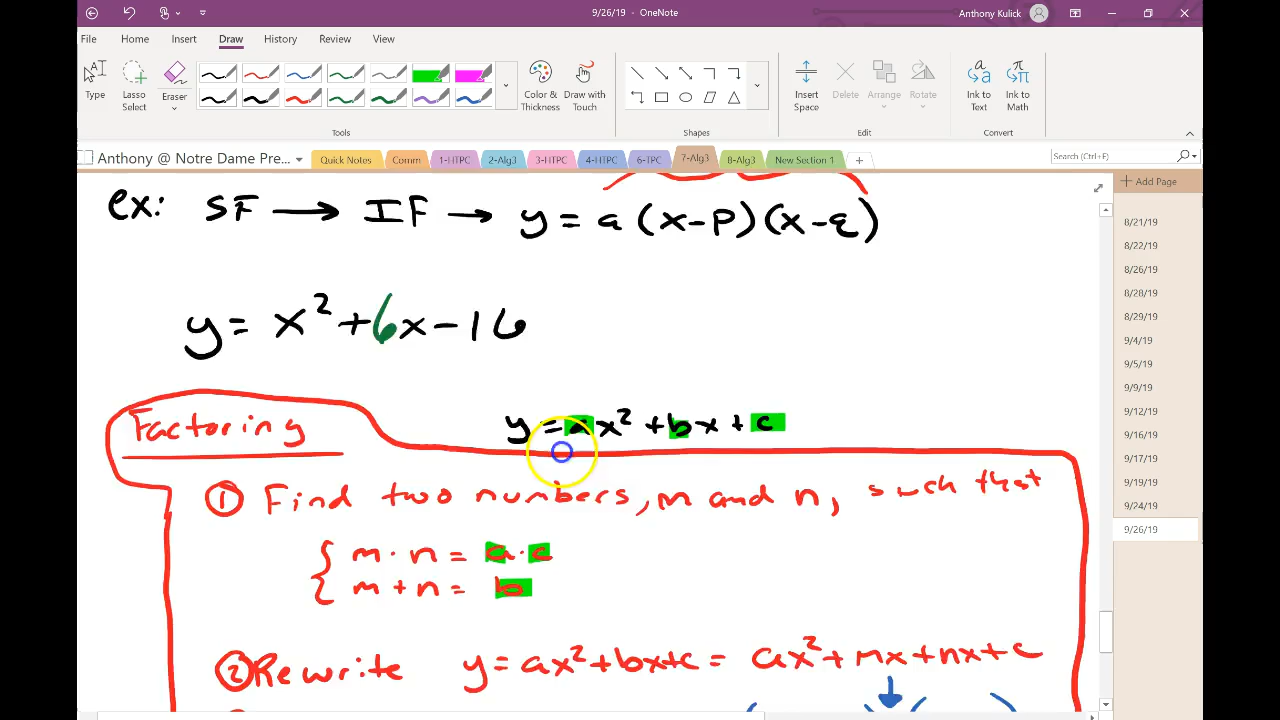 9/26/19 - OneNote
Anthony Kulick
File Home Insert Draw History Review View
Type
Lasso Select
Eraser
Color & Thickness
Draw with Touch
Insert Space
Delete
Arrange
Rotate
Ink to Text
Ink to Math
Tools
Shapes
Edit
Convert
Anthony @ Notre Dame Pre...
Quick Notes Comm 1-HTPC 2-Alg3 3-HTPC 4-HTPC 6-TPC 7-Alg3 8-Alg3 New Section 1 +
Search (Ctrl+F)
+ Add Page
8/21/19
8/22/19
8/26/19
8/28/19
8/29/19
9/4/19
9/5/19
9/9/19
9/12/19
9/16/19
9/17/19
9/19/19
9/24/19
9/26/19
ex: SF → IF → y = a(x-p)(x-q)
y = x² + 6x - 16
Factoring
y = ax² + bx + c
① Find two numbers, m and n, such that
{ m · n = a · c
m + n = b
② Rewrite y = ax² + bx + c = ax² + mx + nx + c